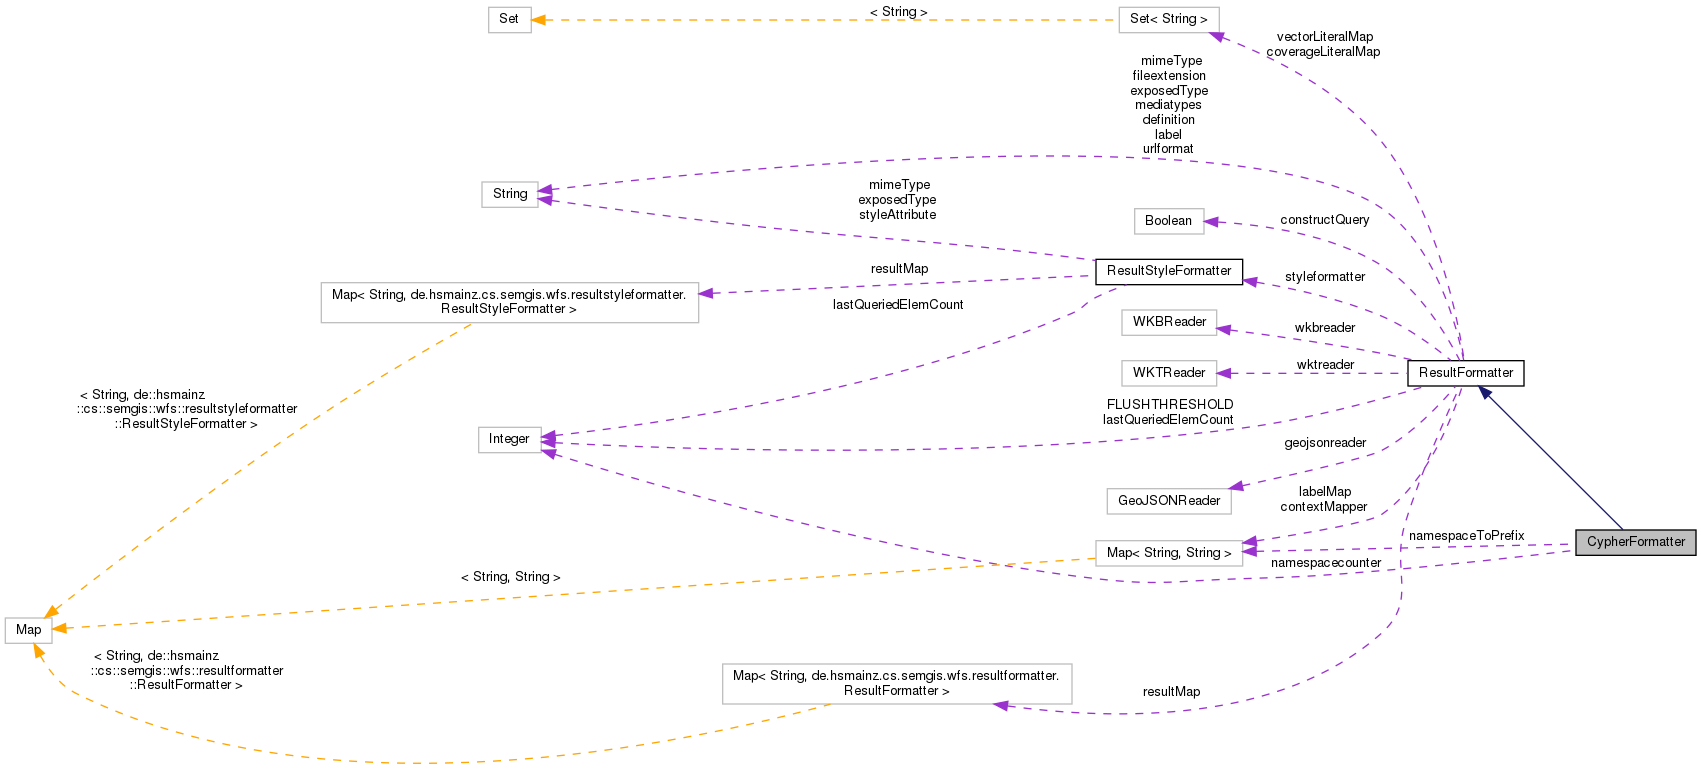 Set
< String >
Set< String >
vectorLiteralMap
coverageLiteralMap
mimeType
fileextension
exposedType
mediatypes
definition
label
urlformat
String
mimeType
exposedType
styleAttribute
Boolean
constructQuery
ResultStyleFormatter
styleformatter
resultMap
Map< String, de.hsmainz.cs.semgis.wfs.resultstyleformatter.
ResultStyleFormatter >
lastQueriedElemCount
WKBReader
wkbreader
WKTReader
wktreader
ResultFormatter
< String, de::hsmainz
::cs::semgis::wfs::resultstyleformatter
::ResultStyleFormatter >
FLUSHTHRESHOLD
lastQueriedElemCount
Integer
geojsonreader
GeoJSONReader
labelMap
contextMapper
namespaceToPrefix
CypherFormatter
Map< String, String >
namespacecounter
< String, String >
Map
< String, de::hsmainz
::cs::semgis::wfs::resultformatter
::ResultFormatter >
Map< String, de.hsmainz.cs.semgis.wfs.resultformatter.
ResultFormatter >
resultMap